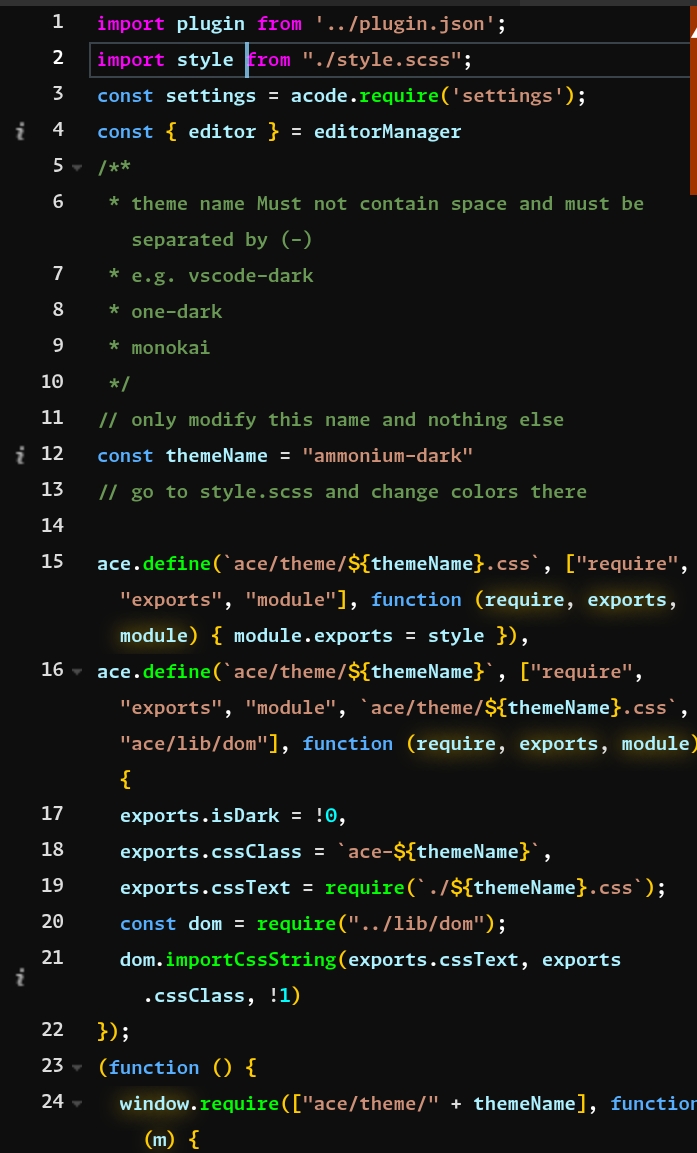 1 import plugin from '../plugin.json';
2 import style from "./style.scss";
3 const settings = acode.require('settings');
4 const { editor } = editorManager
5 /**
6  * theme name Must not contain space and must be
separated by (-)
7  * e.g. vscode-dark
8  * one-dark
9  * monokai
10  */
11 // only modify this name and nothing else
12 const themeName = "ammonium-dark"
13 // go to style.scss and change colors there
14
15 ace.define(`ace/theme/${themeName}.css`, ["require",
"exports", "module"], function (require, exports,
module) { module.exports = style }),
16 ace.define(`ace/theme/${themeName}`, ["require",
"exports", "module", `ace/theme/${themeName}.css`,
"ace/lib/dom"], function (require, exports, module)
{
17 exports.isDark = !0,
18 exports.cssClass = `ace-${themeName}`,
19 exports.cssText = require(`./${themeName}.css`);
20 const dom = require("../lib/dom");
21 dom.importCssString(exports.cssText, exports
.cssClass, !1)
22 });
23 (function () {
24 window.require(["ace/theme/" + themeName], function
(m) {